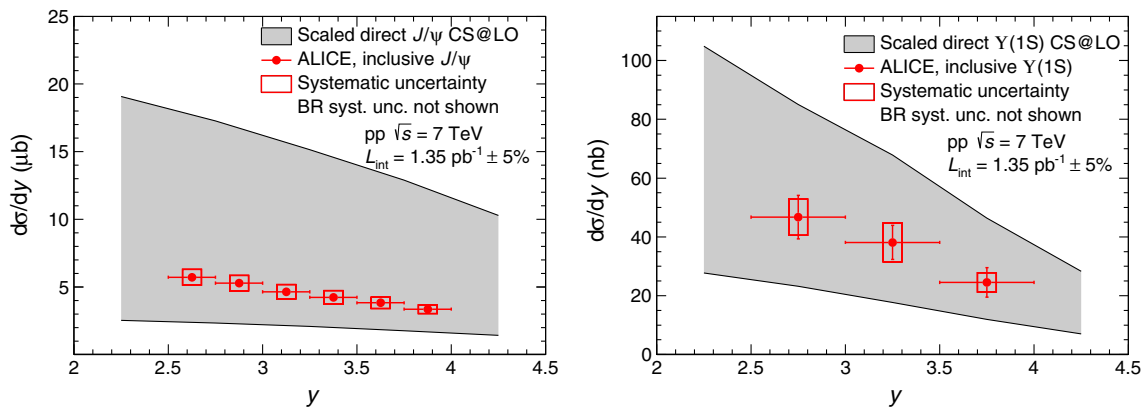 25
20
15
10
5
0
2
2.5
3
3.5
4
4.5
y
dσ/dy (μb)
Scaled direct J/ψ CS@LO
ALICE, inclusive J/ψ
Systematic uncertainty
BR syst. unc. not shown
pp √s = 7 TeV
L_int = 1.35 pb⁻¹ ± 5%
120
100
80
60
40
20
0
2
2.5
3
3.5
4
4.5
y
dσ/dy (nb)
Scaled direct ϒ(1S) CS@LO
ALICE, inclusive ϒ(1S)
Systematic uncertainty
BR syst. unc. not shown
pp √s = 7 TeV
L_int = 1.35 pb⁻¹ ± 5%